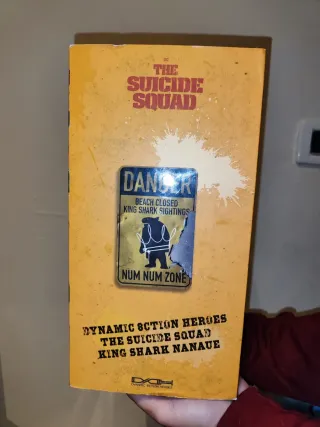 THE
SUICIDE
SQUAD
DANGER
BEACH CLOSED
KING SHARK SIGHTINGS
NUM NUM ZONE
DYNAMIC 8CTION HEROES
THE SUICIDE SQUAD
KING SHARK NANAUE